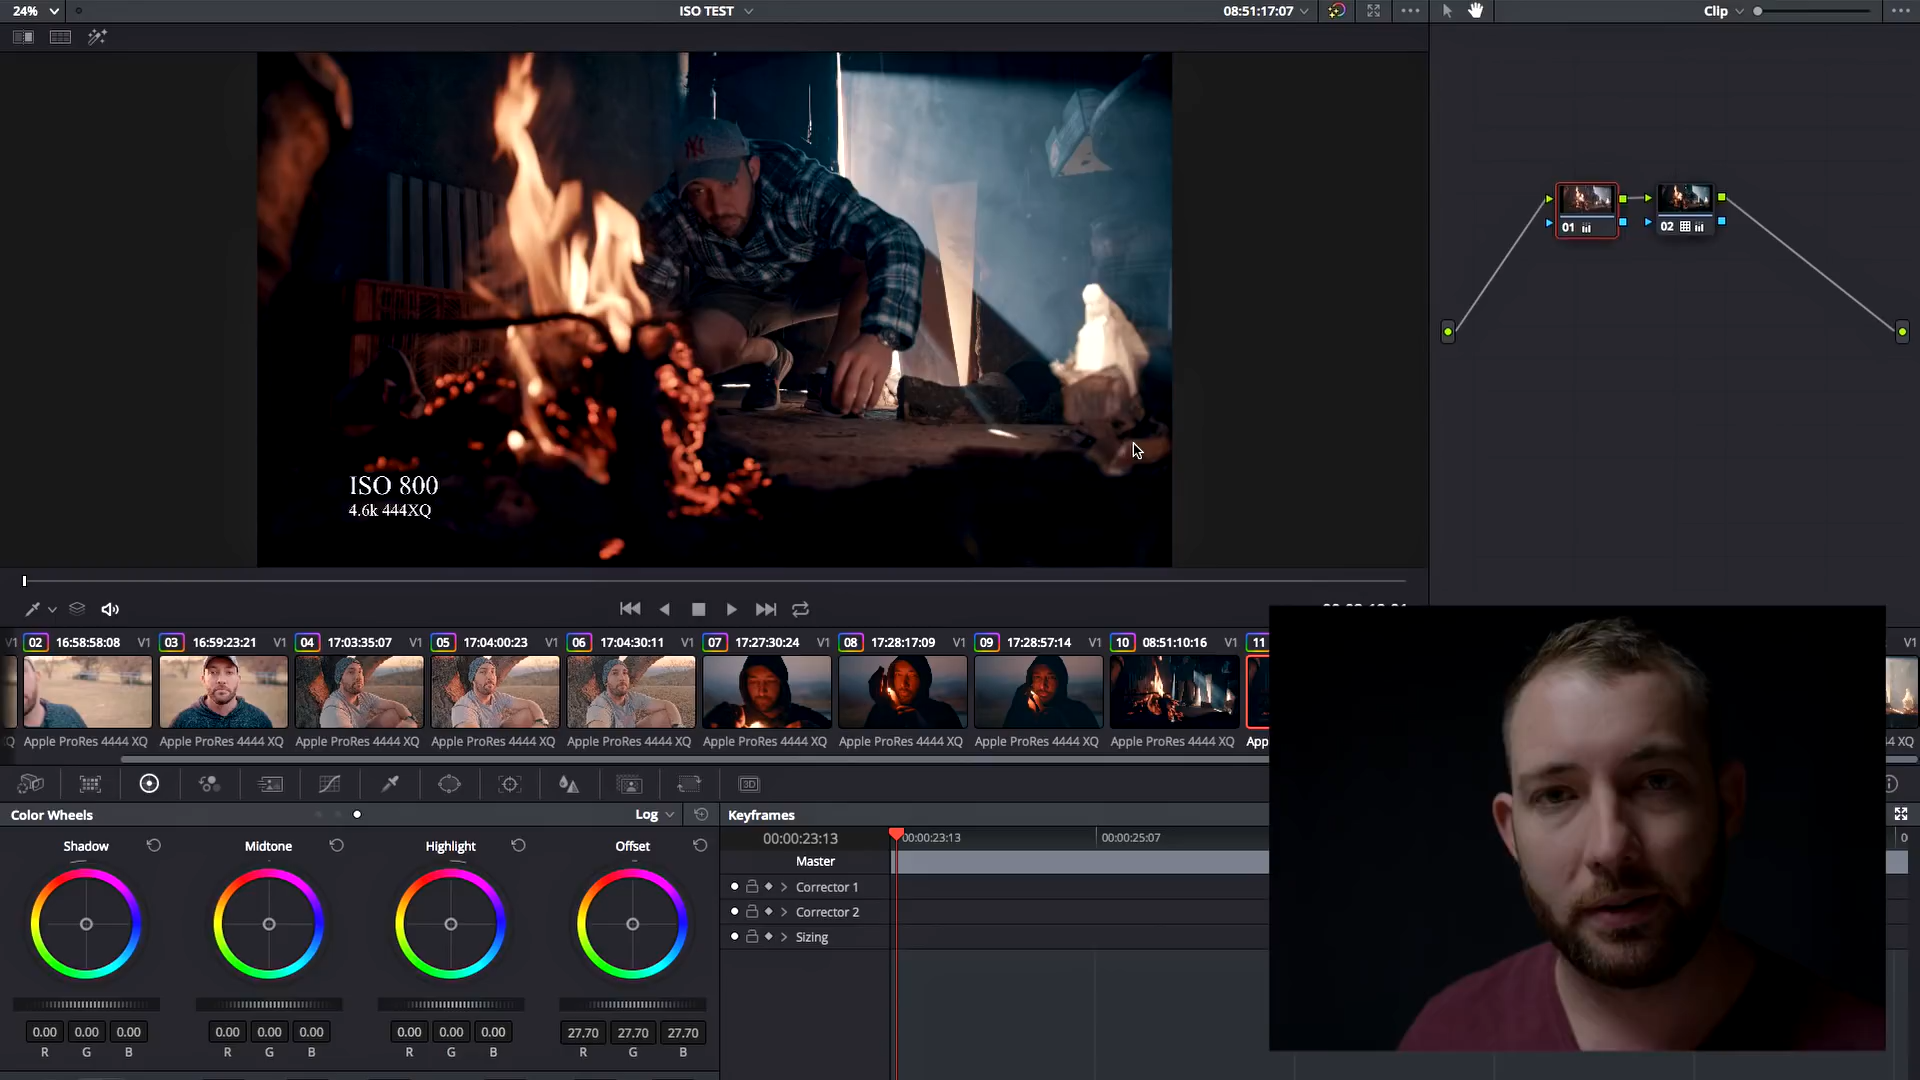 24%
ISO TEST
08:51:17:07
Clip
01
02
ISO 800
4.6k 444XQ
V1 02 16:58:58:08 V1 03 16:59:23:21 V1 04 17:03:35:07 V1 05 17:04:00:23 V1 06 17:04:30:11 V1 07 17:27:30:24 V1 08 17:28:17:09 V1 09 17:28:57:14 V1 10 08:51:10:16 V1 11 V1
Q Apple ProRes 4444 XQ Apple ProRes 4444 XQ Apple ProRes 4444 XQ Apple ProRes 4444 XQ Apple ProRes 4444 XQ Apple ProRes 4444 XQ Apple ProRes 4444 XQ Apple ProRes 4444 XQ Apple ProRes 4444 XQ App 4 XQ
3D
Color Wheels Log
Keyframes
Shadow Midtone Highlight Offset
00:00:23:13 00:00:23:13 00:00:25:07 0
Master
Corrector 1
Corrector 2
Sizing
0.00 0.00 0.00 0.00 0.00 0.00 0.00 0.00 0.00 27.70 27.70 27.70
R G B R G B R G B R G B